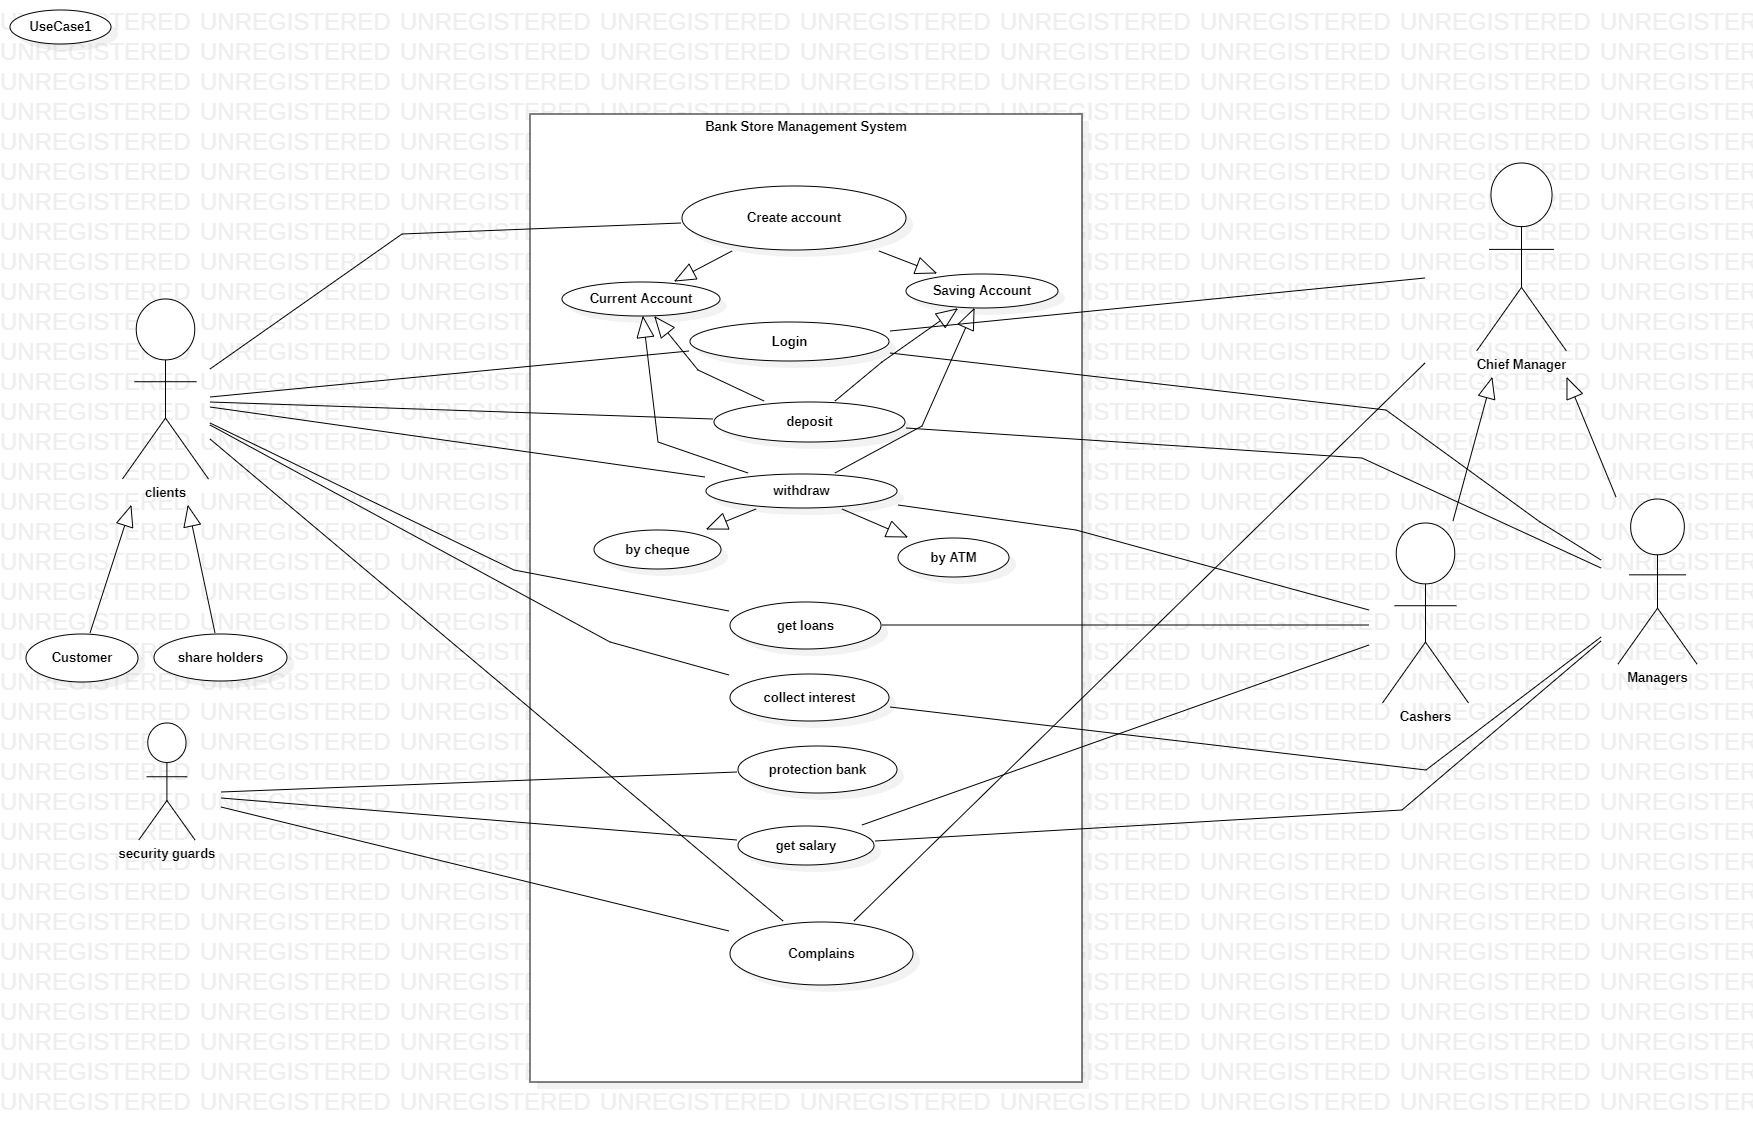 UseCase1
Bank Store Management System
Create account
Current Account
Saving Account
Login
Chief Manager
deposit
clients
withdraw
by cheque
by ATM
get loans
Customer
share holders
Managers
collect interest
Cashers
protection bank
security guards
get salary
Complains
UNREGISTERED UNREGISTERED UNREGISTERED UNREGISTERED UNREGISTERED UNREGISTERED UNREGISTERED UNREGISTERED